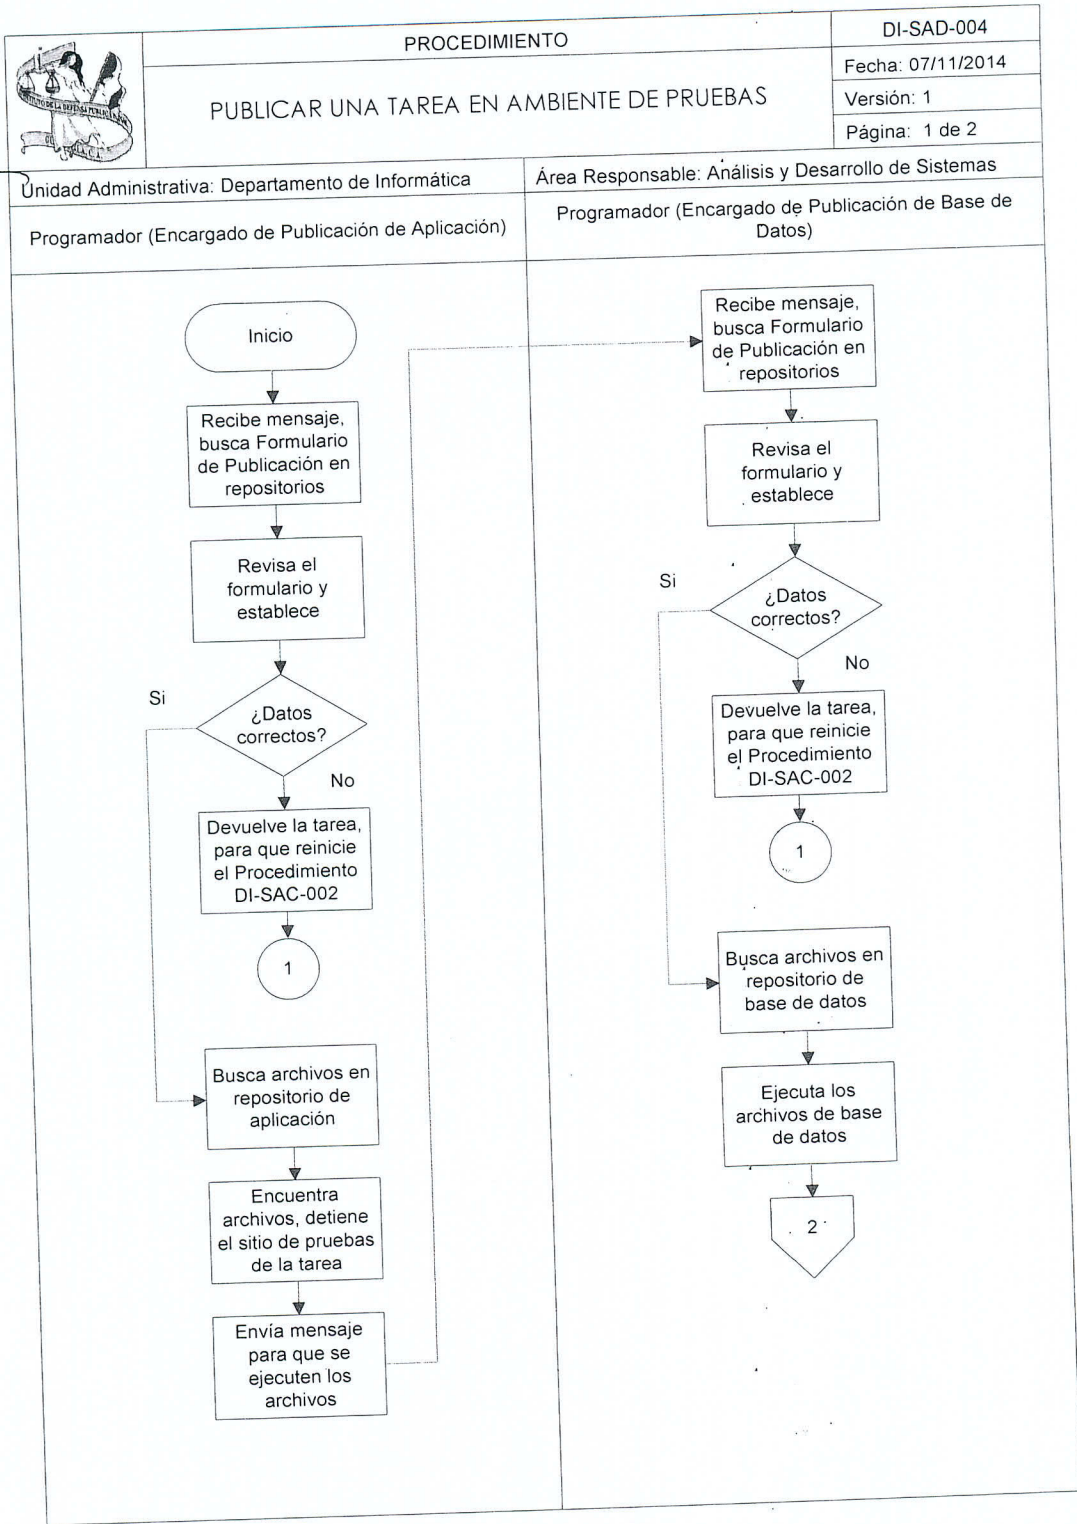 PROCEDIMIENTO
PUBLICAR UNA TAREA EN AMBIENTE DE PRUEBAS
DI-SAD-004
Fecha: 07/11/2014
Versión: 1
Página: 1 de 2
Unidad Administrativa: Departamento de Informática
Área Responsable: Análisis y Desarrollo de Sistemas
Programador (Encargado de Publicación de Aplicación)
Programador (Encargado de Publicación de Base de
Datos)
Inicio
Recibe mensaje,
busca Formulario
de Publicación en
repositorios
Revisa el
formulario y
establece
Si
¿Datos
correctos?
No
Devuelve la tarea,
para que reinicie
el Procedimiento
DI-SAC-002
1
Busca archivos en
repositorio de
aplicación
Encuentra
archivos, detiene
el sitio de pruebas
de la tarea
Envía mensaje
para que se
ejecuten los
archivos
Recibe mensaje,
busca Formulario
de Publicación en
repositorios
Revisa el
formulario y
establece
Si
¿Datos
correctos?
No
Devuelve la tarea,
para que reinicie
el Procedimiento
DI-SAC-002
1
Busca archivos en
repositorio de
base de datos
Ejecuta los
archivos de base
de datos
2